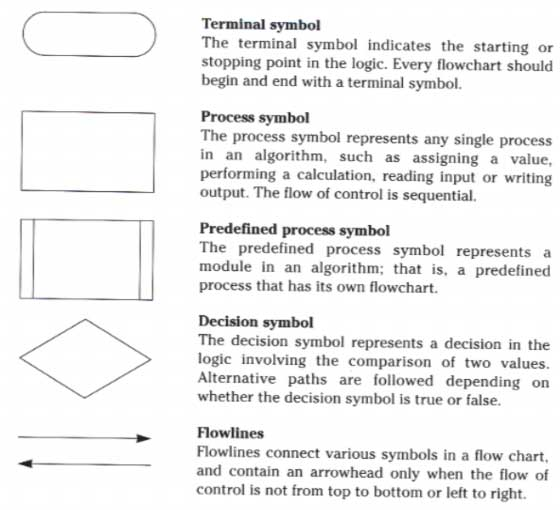 Terminal symbol
The terminal symbol indicates the starting or
stopping point in the logic. Every flowchart should
begin and end with a terminal symbol.
Process symbol
The process symbol represents any single process
in an algorithm, such as assigning a value,
performing a calculation, reading input or writing
output. The flow of control is sequential.
Predefined process symbol
The predefined process symbol represents a
module in an algorithm; that is, a predefined
process that has its own flowchart.
Decision symbol
The decision symbol represents a decision in the
logic involving the comparison of two values.
Alternative paths are followed depending on
whether the decision symbol is true or false.
Flowlines
Flowlines connect various symbols in a flow chart,
and contain an arrowhead only when the flow of
control is not from top to bottom or left to right.